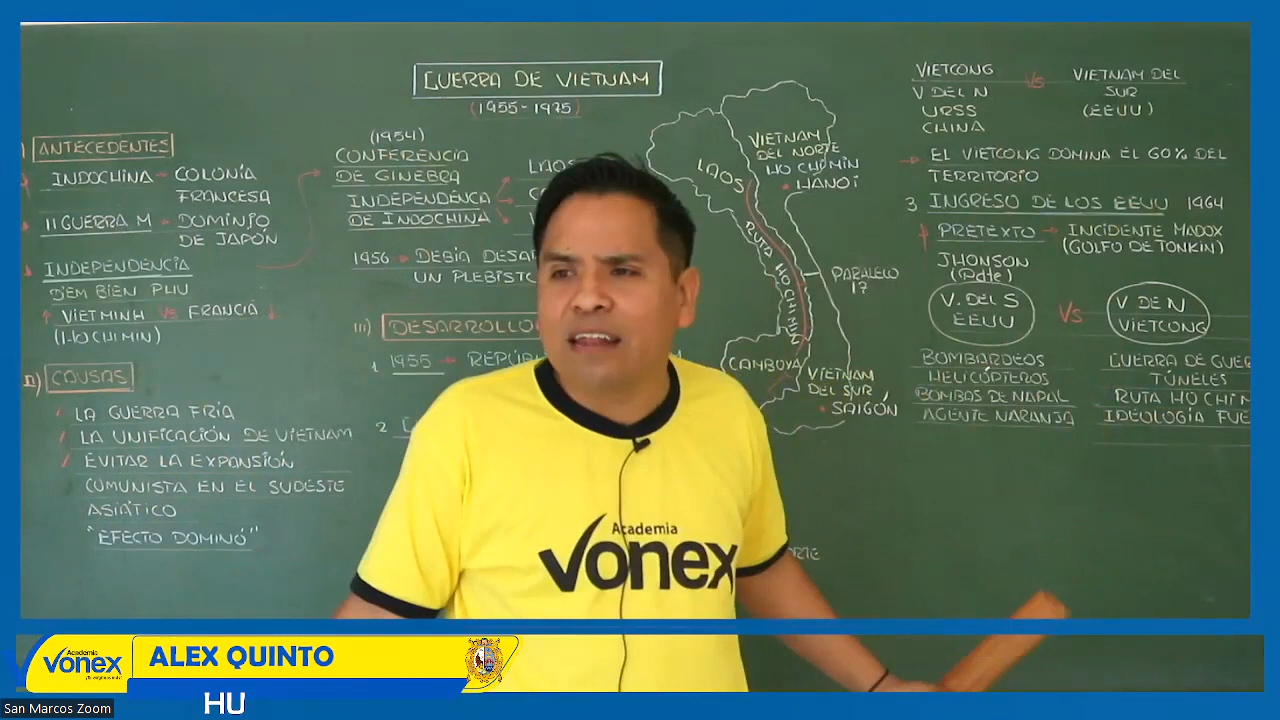 GUERRA DE VIETNAM
(1955-1975)
I) ANTECEDENTES
INDOCHINA COLONIA
FRANCESA
II GUERRA M DOMINIO
DE JAPÓN
INDEPENDENCIA
DIEM BIEN PHU
VIETMINH VS FRANCIA
(HO CHI MIN)
II) CAUSAS
LA GUERRA FRÍA
LA UNIFICACIÓN DE VIETNAM
EVITAR LA EXPANSIÓN
COMUNISTA EN EL SUDESTE
ASIÁTICO
"EFECTO DOMINÓ"
(1954)
CONFERENCIA
DE GINEBRA
INDEPENDENCA
DE INDOCHINA
LAOS
1956 DEBÍA
UN
III) DESARROLLO
1 1955
2
LAOS
VIETNAM
DEL NORTE
HO CHI MIN
HANOI
RUTA HO CHI MIN
PARALELO
17
CAMBOYA
VIETNAM
DEL SUR
SAIGÓN
VIETCONG VS VIETNAM DEL
V DEL N SUR
URSS (EEUU)
CHINA
EL VIETCONG DOMINA EL 60% DEL
TERRITORIO
3 INGRESO DE LOS EEUU 1964
PRETEXTO INCIDENTE MADOX
(GOLFO DE TONKIN)
JHONSON
(Pdte)
V. DEL S VS V DE N
EEUU VIETCONG
BOMBARDEOS
HELICÓPTEROS TÚNELES
BOMBAS DE NAPAL RUTA HO CHI
AGENTE NARANJA IDEOLOGÍA
Academia
vonex
Academia
vonex
ALEX QUINTO
HU
San Marcos Zoom